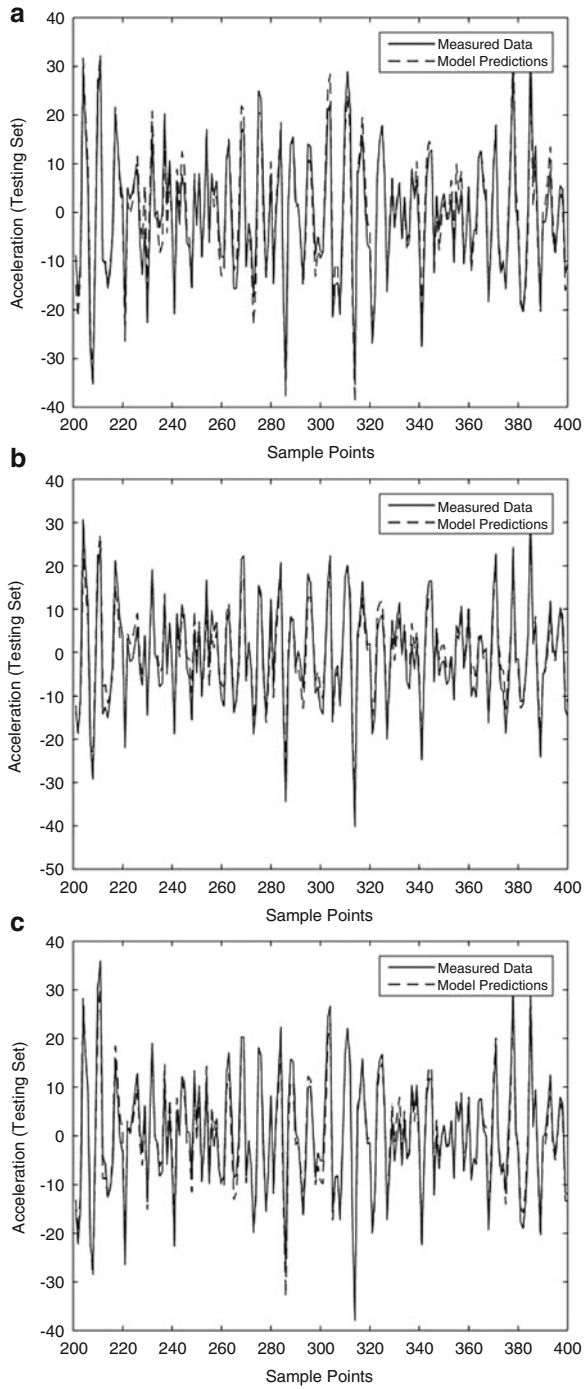 a
40
Measured Data
30
Model Predictions
20
10
0
-10
-20
-30
-40
Acceleration (Testing Set)
200 220 240 260 280 300 320 340 360 380 400
Sample Points
b
40
Measured Data
30
Model Predictions
20
10
0
-10
-20
-30
-40
-50
Acceleration (Testing Set)
200 220 240 260 280 300 320 340 360 380 400
Sample Points
c
40
Measured Data
30
Model Predictions
20
10
0
-10
-20
-30
-40
Acceleration (Testing Set)
200 220 240 260 280 300 320 340 360 380 400
Sample Points